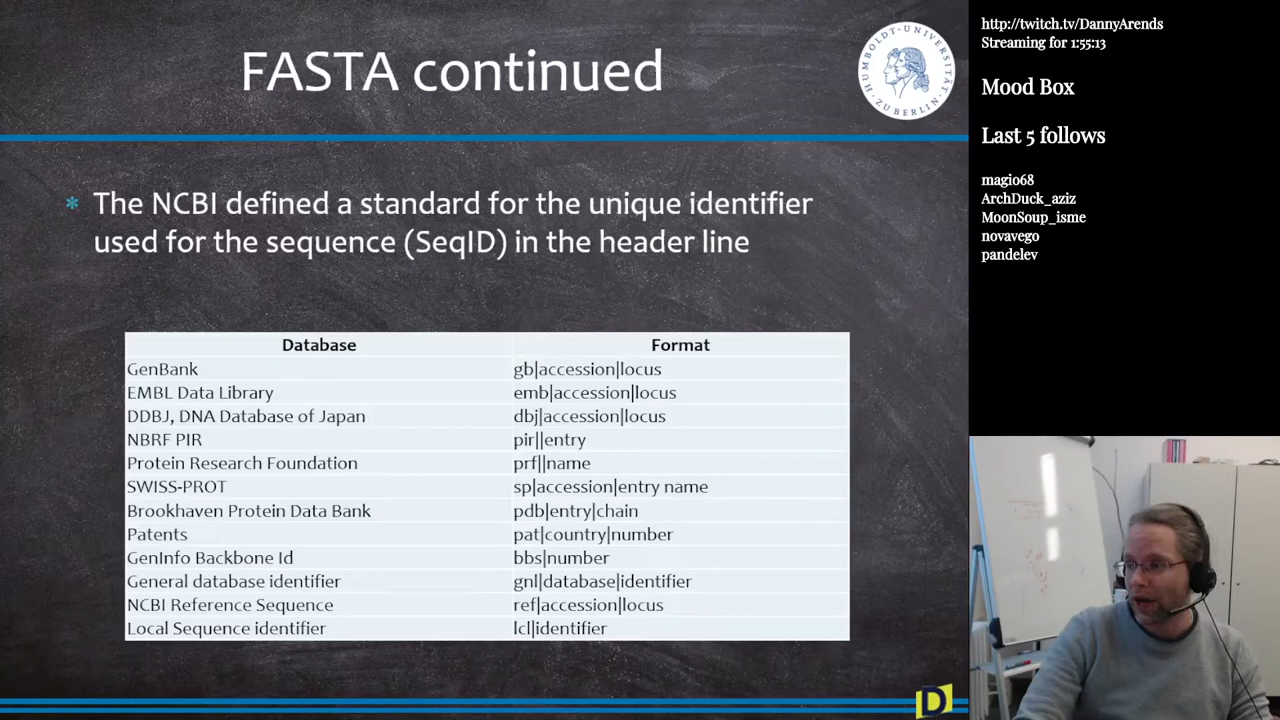 FASTA continued
HUMBOLDT-UNIVERSITÄT ZU BERLIN
* The NCBI defined a standard for the unique identifier
used for the sequence (SeqID) in the header line
Database Format
GenBank gb|accession|locus
EMBL Data Library emb|accession|locus
DDBJ, DNA Database of Japan dbj|accession|locus
NBRF PIR pir||entry
Protein Research Foundation prf||name
SWISS-PROT sp|accession|entry name
Brookhaven Protein Data Bank pdb|entry|chain
Patents pat|country|number
GenInfo Backbone Id bbs|number
General database identifier gnl|database|identifier
NCBI Reference Sequence ref|accession|locus
Local Sequence identifier lcl|identifier
D
http://twitch.tv/DannyArends
Streaming for 1:55:13
Mood Box
Last 5 follows
magio68
ArchDuck_aziz
MoonSoup_isme
novavego
pandelev